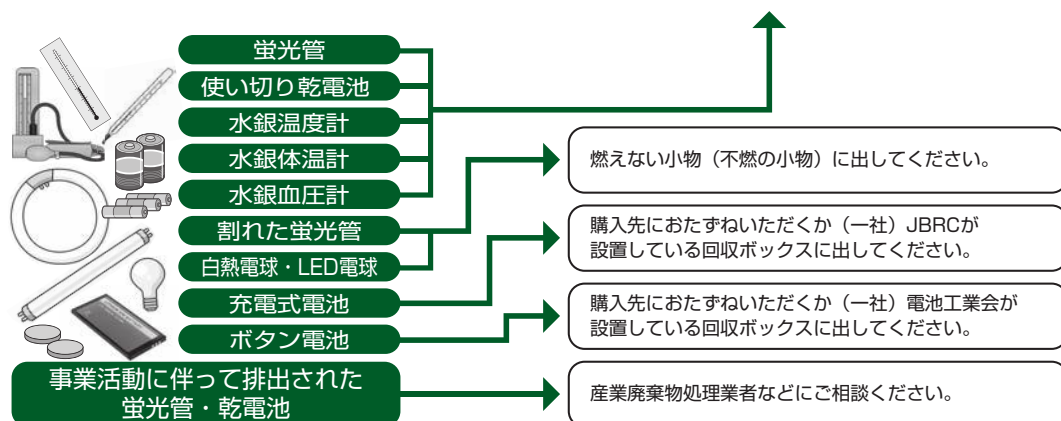 蛍光管
使い切り乾電池
水銀温度計
水銀体温計
水銀血圧計
割れた蛍光管
白熱電球・LED電球
充電式電池
ボタン電池
事業活動に伴って排出された
蛍光管・乾電池
燃えない小物（不燃の小物）に出してください。
購入先におたずねいただくか（一社）JBRCが
設置している回収ボックスに出してください。
購入先におたずねいただくか（一社）電池工業会が
設置している回収ボックスに出してください。
産業廃棄物処理業者などにご相談ください。